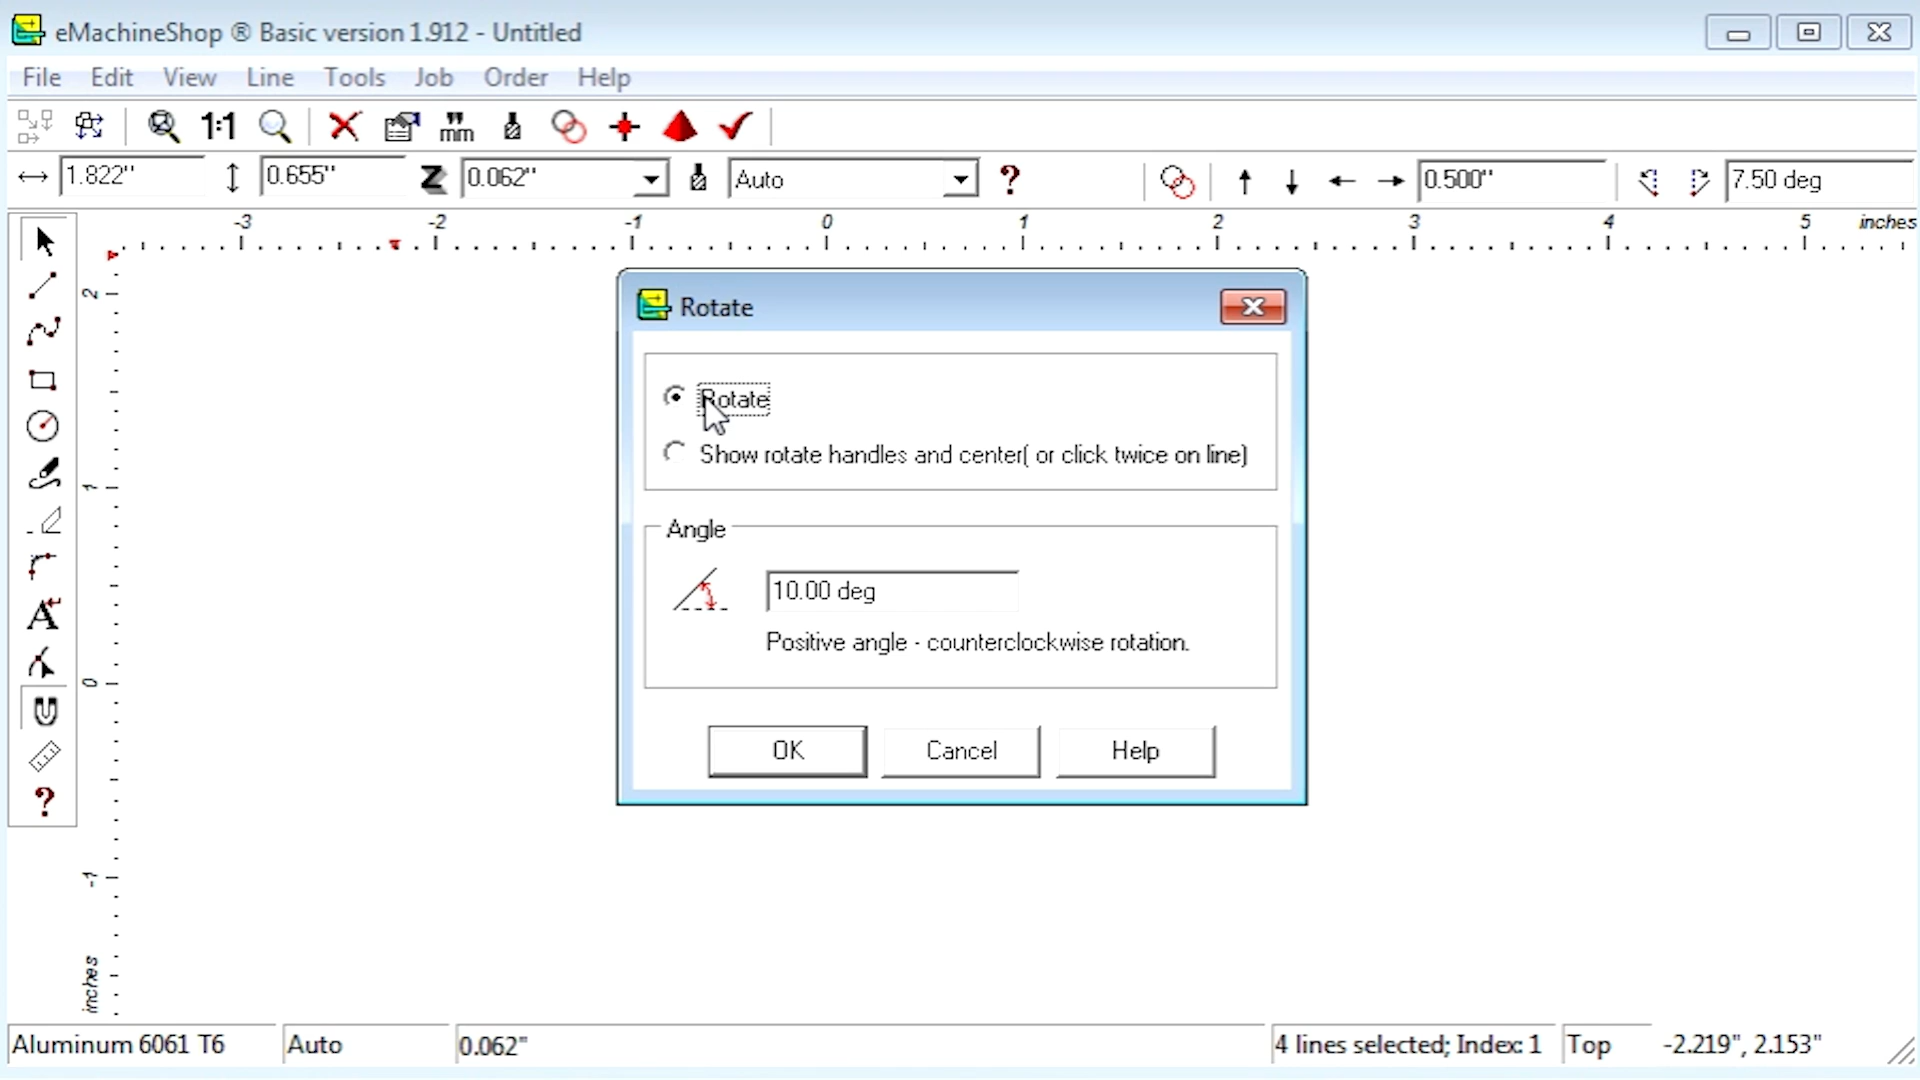 eMachineShop ® Basic version 1.912 - Untitled
File Edit View Line Tools Job Order Help
1:1 mm
1.822" 0.655" Z 0.062" Auto ? 0.500" 7.50 deg
-3 -2 -1 0 1 2 3 4 5 inches
2
1
0
-1
inches
A
?
Rotate
Rotate
Show rotate handles and center( or click twice on line)
Angle
10.00 deg
Positive angle - counterclockwise rotation.
OK Cancel Help
Aluminum 6061 T6 Auto 0.062" 4 lines selected; Index: 1 Top -2.219", 2.153"